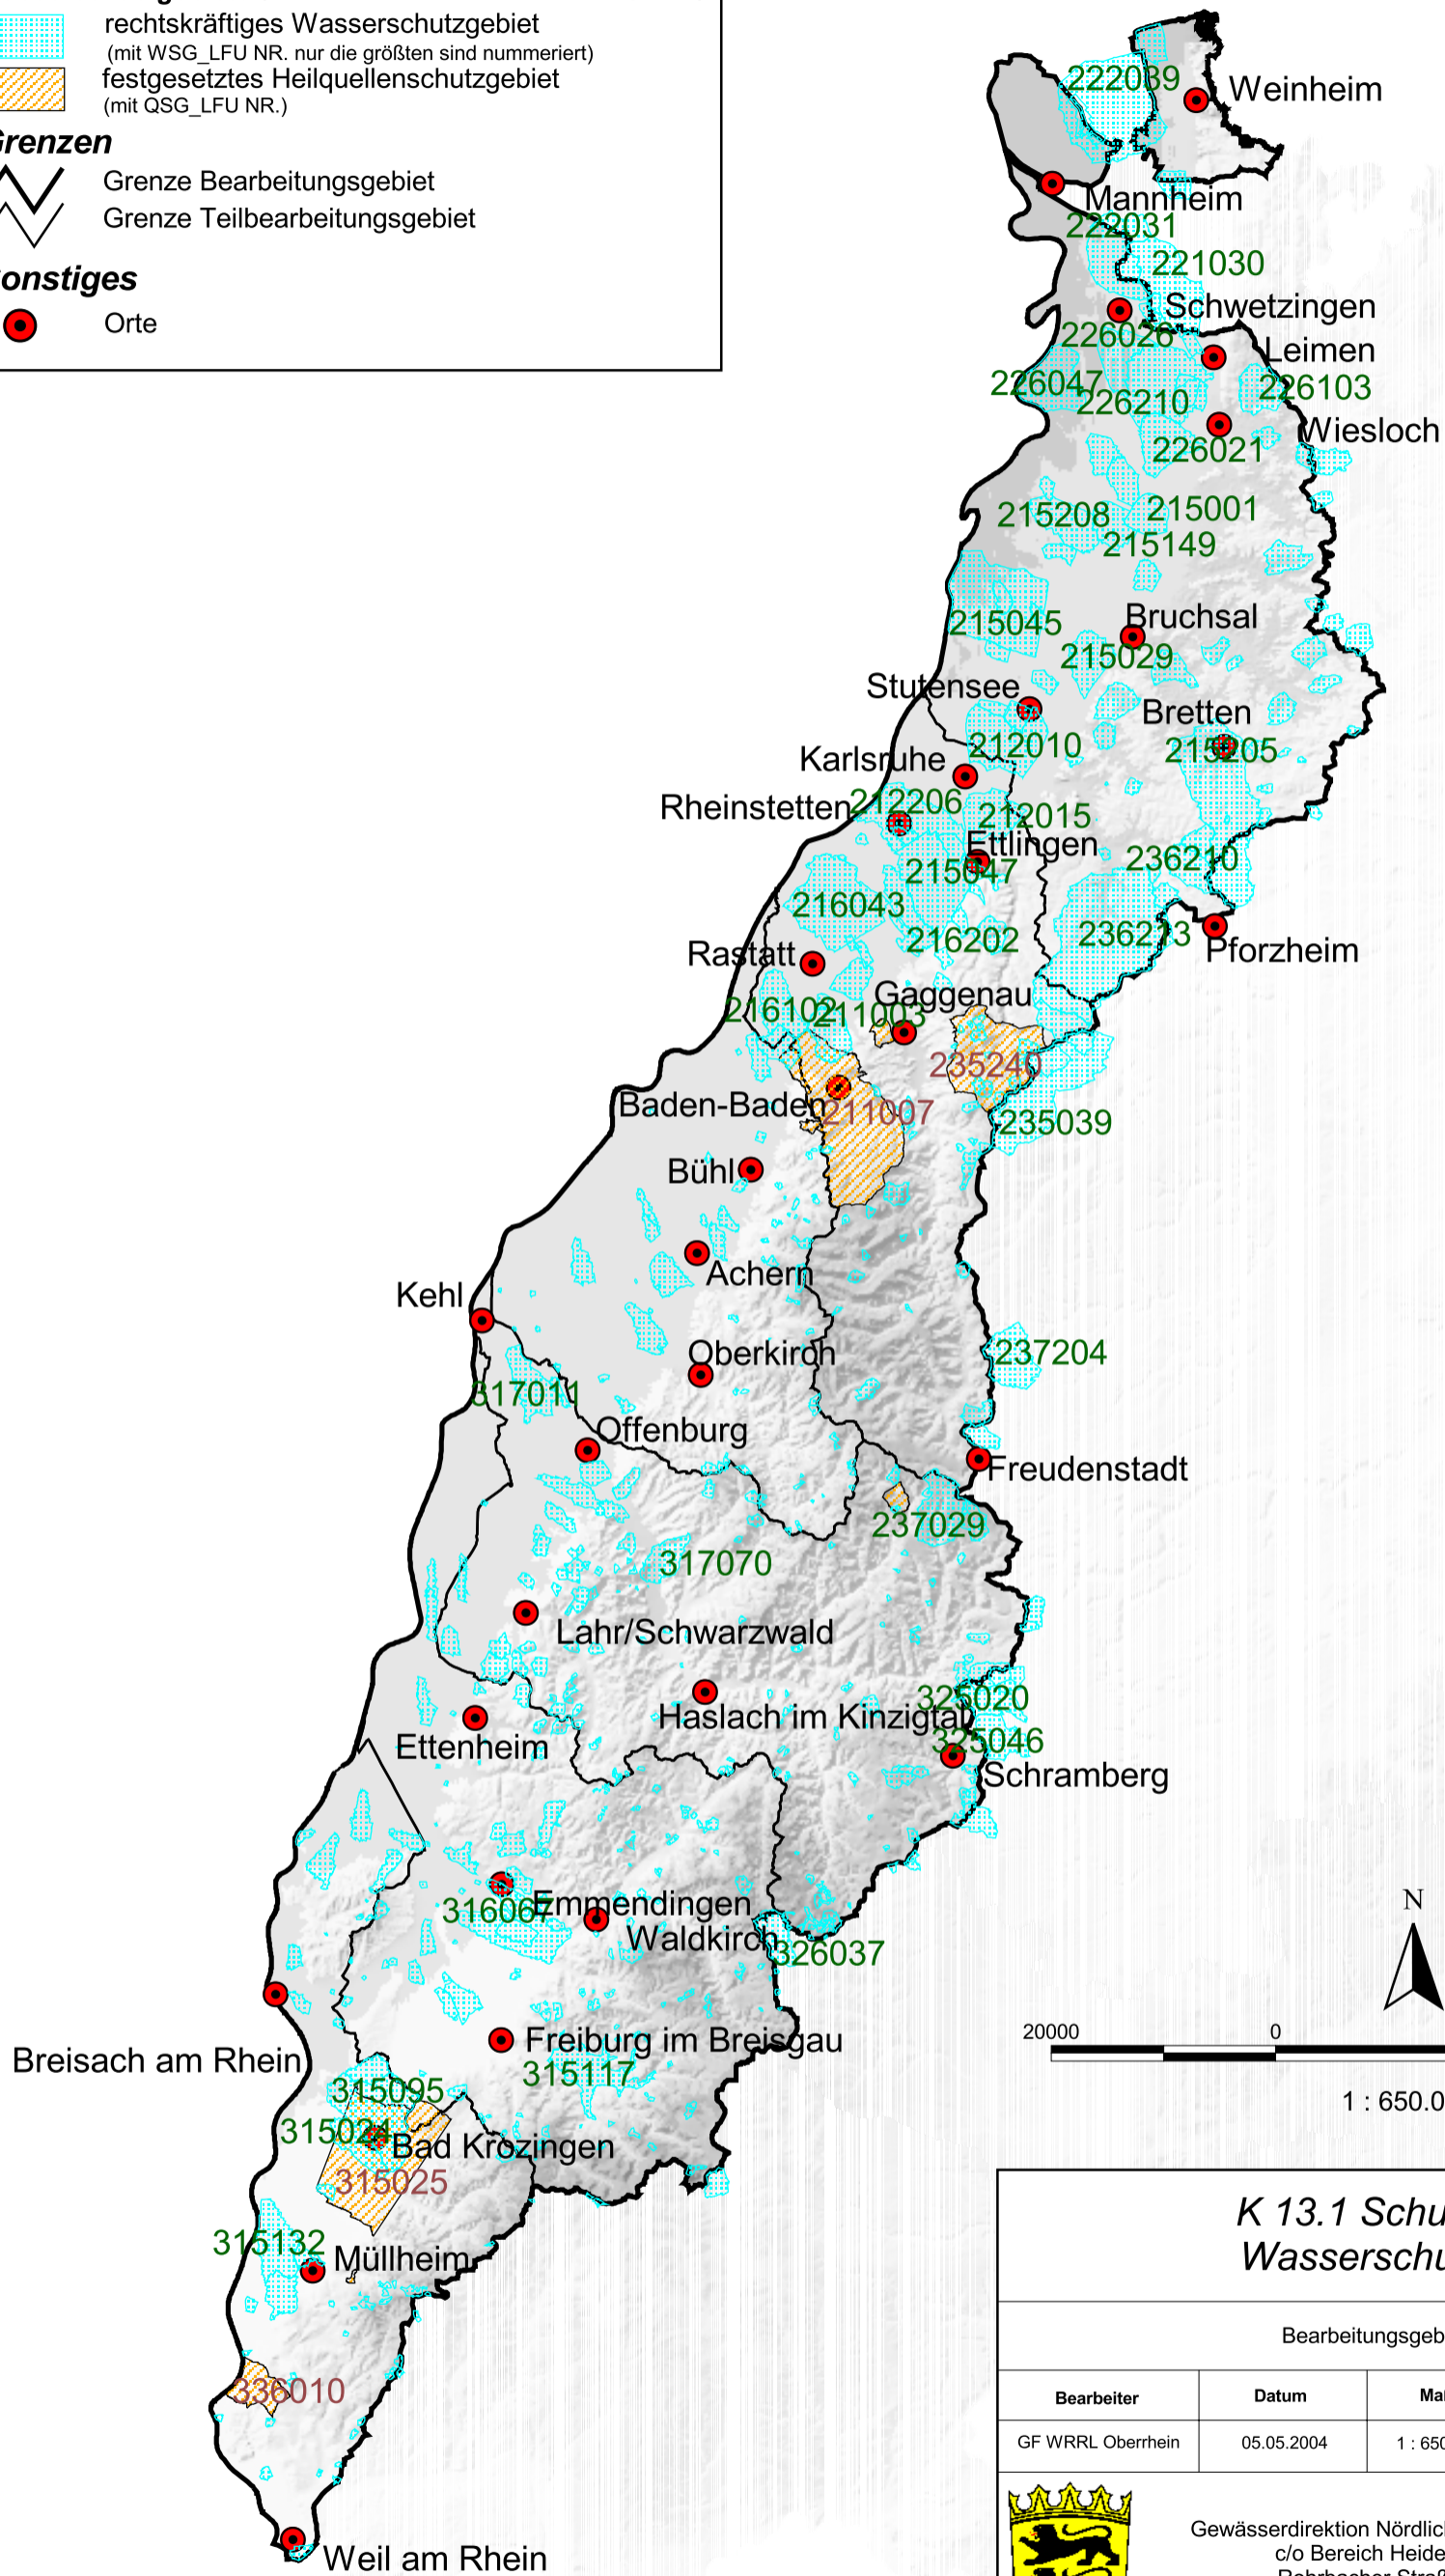 rechtskräftiges Wasserschutzgebiet
(mit WSG_LFU NR. nur die größten sind nummeriert)
festgesetztes Heilquellenschutzgebiet
(mit QSG_LFU NR.)
Grenzen
Grenze Bearbeitungsgebiet
Grenze Teilbearbeitungsgebiet
onstiges
Orte
222039
Weinheim
Mannheim
222031
221030
Schwetzingen
226026
Leimen
226047
226103
226210
Wiesloch
226021
215208
215001
215149
Bruchsal
215045
215029
Stutensee
Bretten
212010
215205
Karlsruhe
212206
Rheinstetten
212015
Ettlingen
236210
215047
216043
236213
216202
Pforzheim
Rastatt
Gaggenau
216102
211003
235240
Baden-Baden
211007
235039
Bühl
Achern
Kehl
Oberkirch
237204
317011
Offenburg
Freudenstadt
237029
317070
Lahr/Schwarzwald
325020
Haslach im Kinzigtal
325046
Ettenheim
Schramberg
316067
Emmendingen
Waldkirch
326037
N
Freiburg im Breisgau
20000 0
Breisach am Rhein
315117
315095
1 : 650.0
315024
Bad Krozingen
315025
315132
Müllheim
336010
Weil am Rhein
K 13.1 Schu
Wasserschu
Bearbeitungsgeb
Bearbeiter Datum Ma
GF WRRL Oberrhein 05.05.2004 1 : 650
Gewässerdirektion Nördlic
c/o Bereich Heide
Rohrbacher Straß